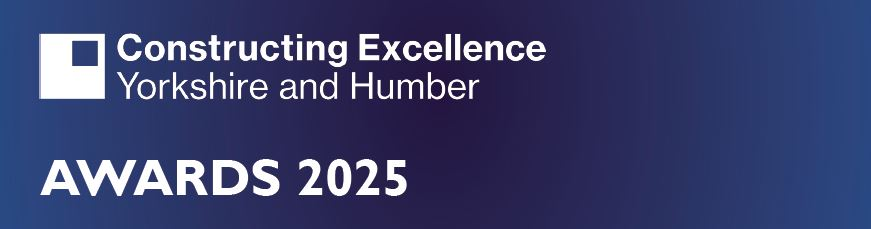 Constructing Excellence
Yorkshire and Humber
AWARDS 2025